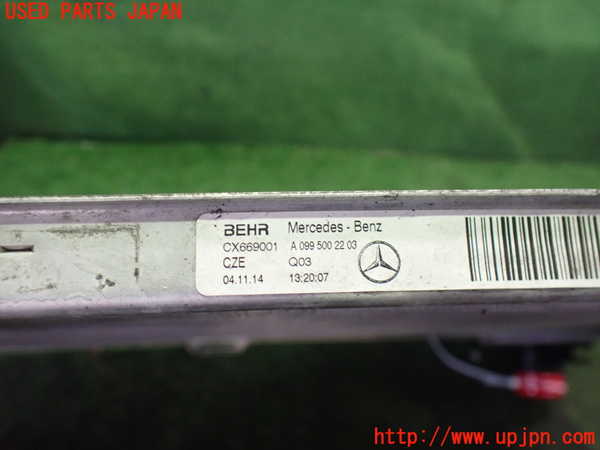 USED PARTS JAPAN
BEHR Mercedes - Benz
CX669001 A 099 500 22 03
CZE Q03
04.11.14 13:20:07
http://www.upjpn.com